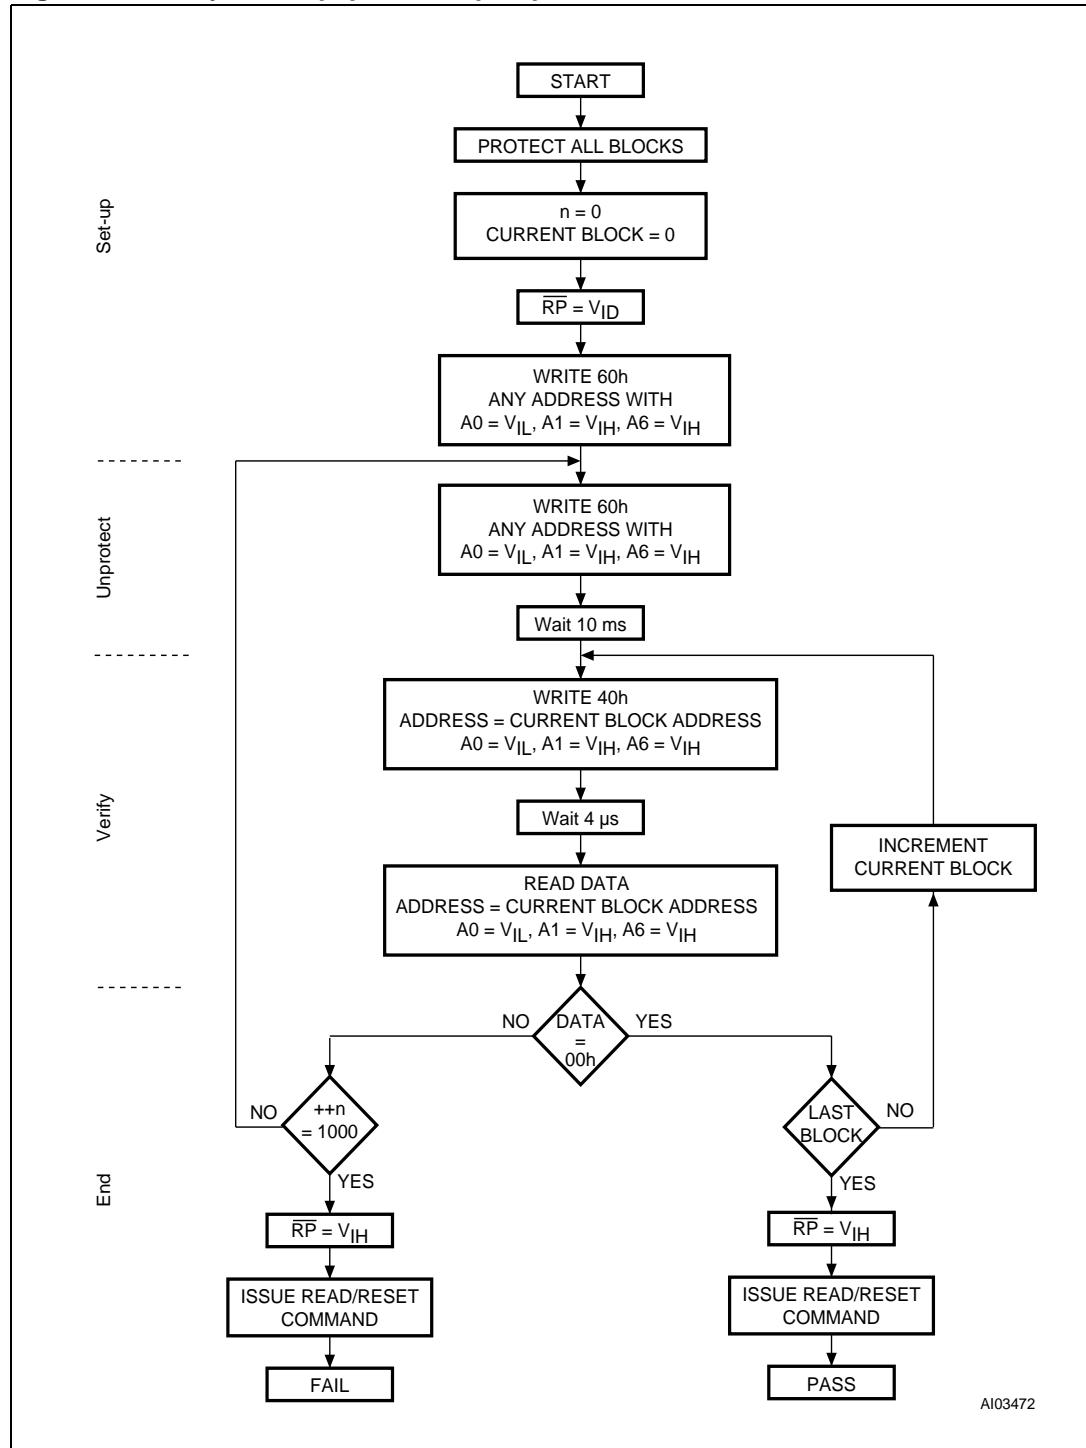 START
PROTECT ALL BLOCKS
Set-up
n = 0
CURRENT BLOCK = 0
RP = VID
WRITE 60h
ANY ADDRESS WITH
A0 = VIL, A1 = VIH, A6 = VIH
Unprotect
WRITE 60h
ANY ADDRESS WITH
A0 = VIL, A1 = VIH, A6 = VIH
Wait 10 ms
Verify
WRITE 40h
ADDRESS = CURRENT BLOCK ADDRESS
A0 = VIL, A1 = VIH, A6 = VIH
Wait 4 µs
INCREMENT
CURRENT BLOCK
READ DATA
ADDRESS = CURRENT BLOCK ADDRESS
A0 = VIL, A1 = VIH, A6 = VIH
End
NO
DATA
=
00h
YES
NO
++n
= 1000
YES
LAST
BLOCK
NO
YES
RP = VIH
RP = VIH
ISSUE READ/RESET
COMMAND
ISSUE READ/RESET
COMMAND
FAIL
PASS
AI03472